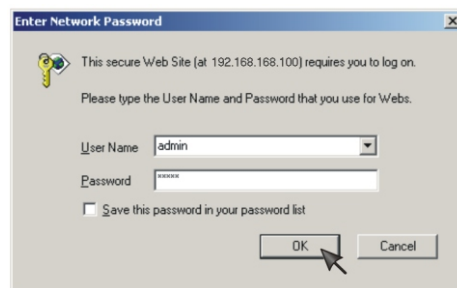 Enter Network Password
This secure Web Site (at 192.168.168.100) requires you to log on.
Please type the User Name and Password that you use for Webs.
User Name admin
Password xxxxx
Save this password in your password list
OK Cancel